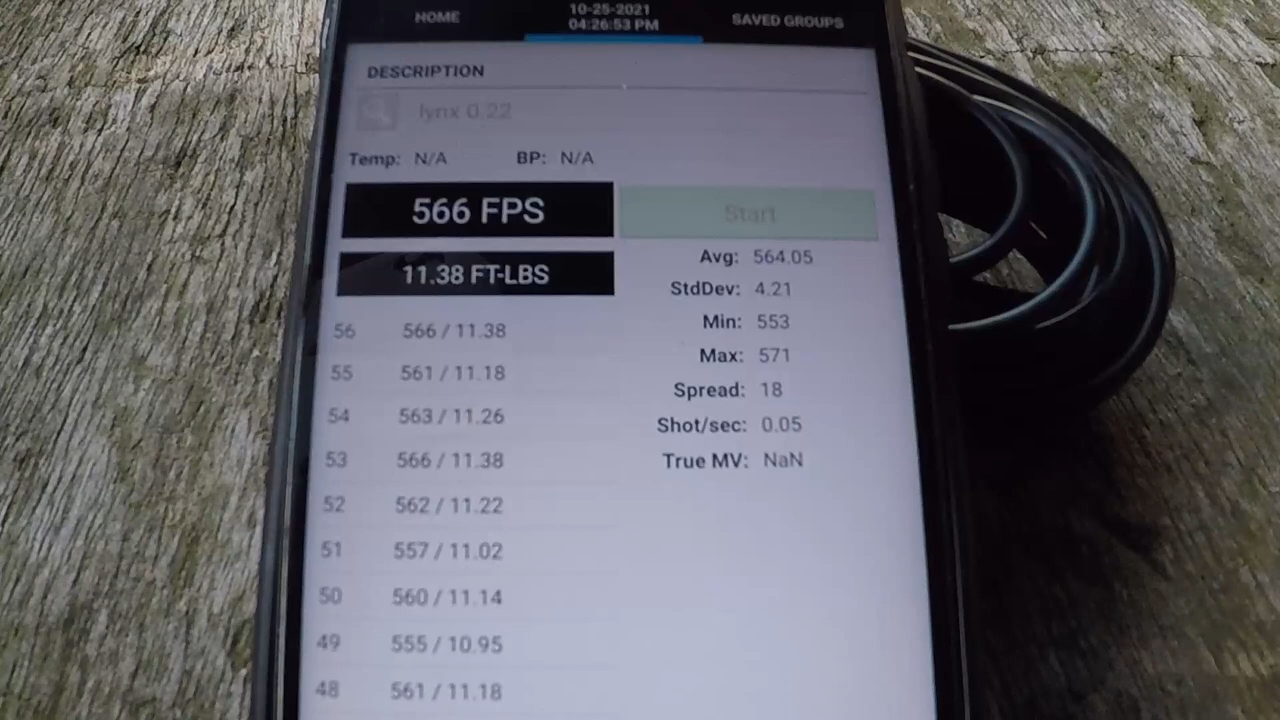 HOME
10-25-2021
04:26:53 PM
SAVED GROUPS
DESCRIPTION
lynx 0.22
Temp: N/A BP: N/A
566 FPS
Start
11.38 FT-LBS
Avg: 564.05
StdDev: 4.21
Min: 553
Max: 571
Spread: 18
Shot/sec: 0.05
True MV: NaN
56 566 / 11.38
55 561 / 11.18
54 563 / 11.26
53 566 / 11.38
52 562 / 11.22
51 557 / 11.02
50 560 / 11.14
49 555 / 10.95
48 561 / 11.18